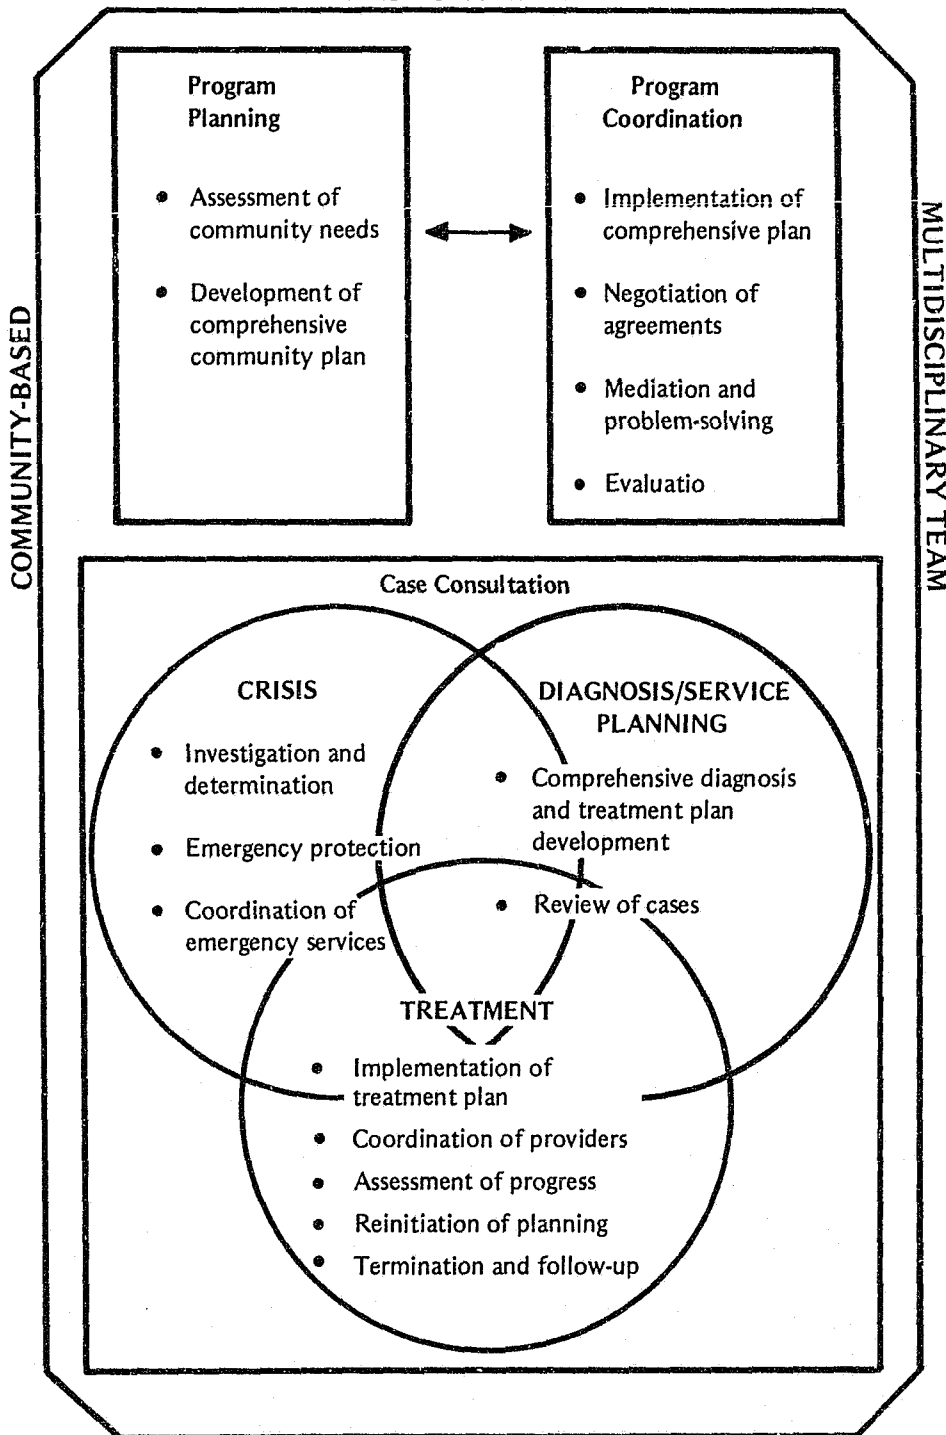 COMMUNITY-BASED
MULTIDISCIPLINARY TEAM
Program
Planning
• Assessment of
community needs
• Development of
comprehensive
community plan
Program
Coordination
• Implementation of
comprehensive plan
• Negotiation of
agreements
• Mediation and
problem-solving
• Evaluatio
Case Consultation
CRISIS
• Investigation and
determination
• Emergency protection
• Coordination of
emergency services
DIAGNOSIS/SERVICE
PLANNING
• Comprehensive diagnosis
and treatment plan
development
• Review of cases
TREATMENT
• Implementation of
treatment plan
• Coordination of providers
• Assessment of progress
• Reinitiation of planning
• Termination and follow-up